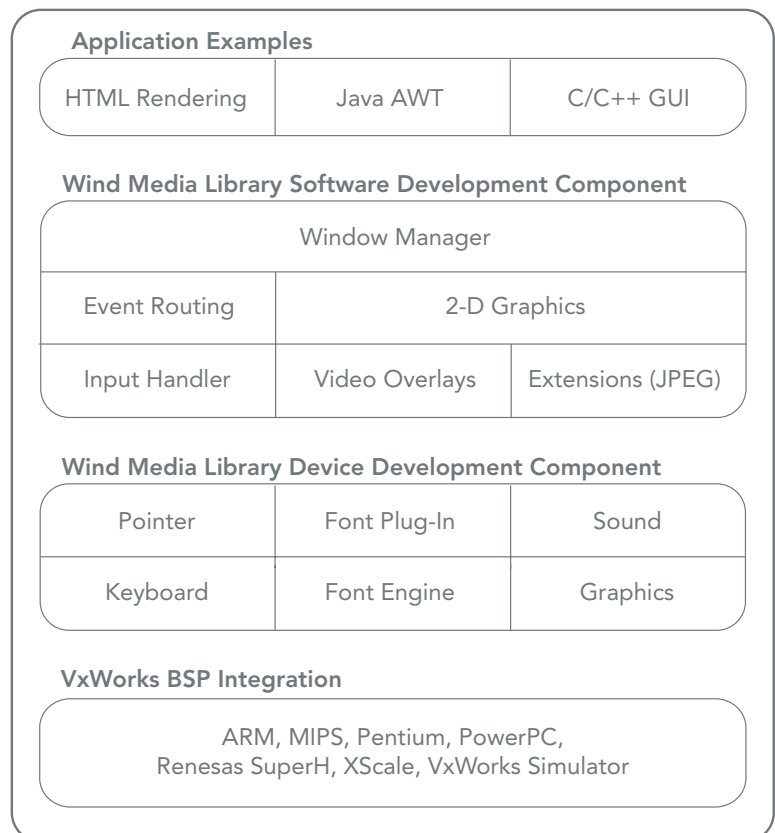 Application Examples
HTML Rendering
Java AWT
C/C++ GUI
Wind Media Library Software Development Component
Window Manager
Event Routing
2-D Graphics
Input Handler
Video Overlays
Extensions (JPEG)
Wind Media Library Device Development Component
Pointer
Font Plug-In
Sound
Keyboard
Font Engine
Graphics
VxWorks BSP Integration
ARM, MIPS, Pentium, PowerPC,
Renesas SuperH, XScale, VxWorks Simulator